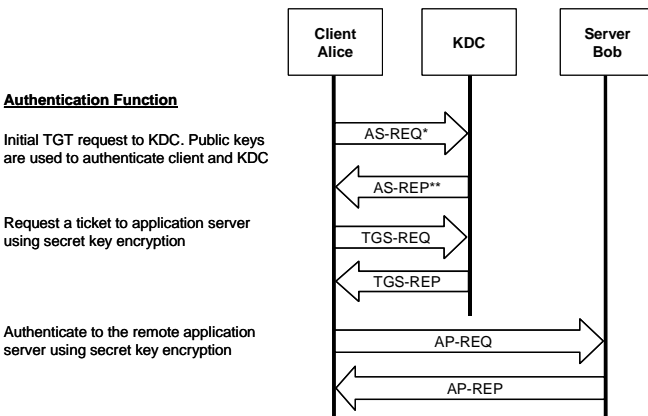 Client
Alice
KDC
Server
Bob
Authentication Function
Initial TGT request to KDC. Public keys
are used to authenticate client and KDC
AS-REQ*
AS-REP**
Request a ticket to application server
using secret key encryption
TGS-REQ
TGS-REP
Authenticate to the remote application
server using secret key encryption
AP-REQ
AP-REP